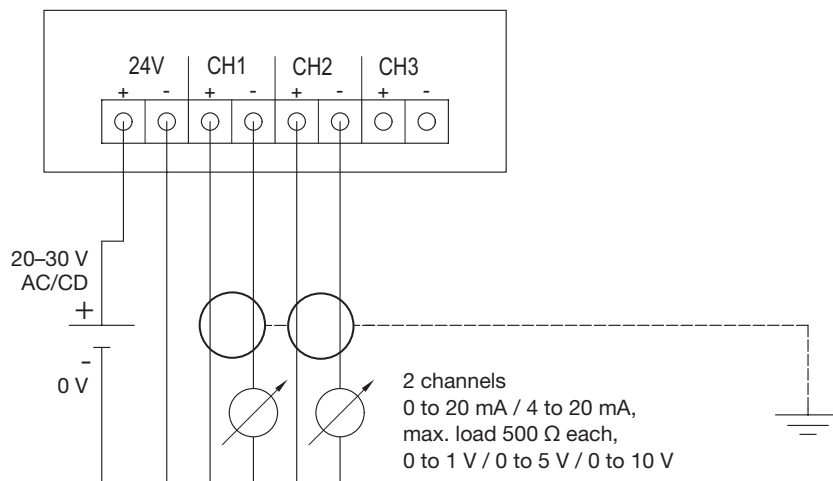 24V CH1 CH2 CH3
+ - + - + - + -
20–30 V
AC/CD
+
-
0 V
2 channels
0 to 20 mA / 4 to 20 mA,
max. load 500 Ω each,
0 to 1 V / 0 to 5 V / 0 to 10 V